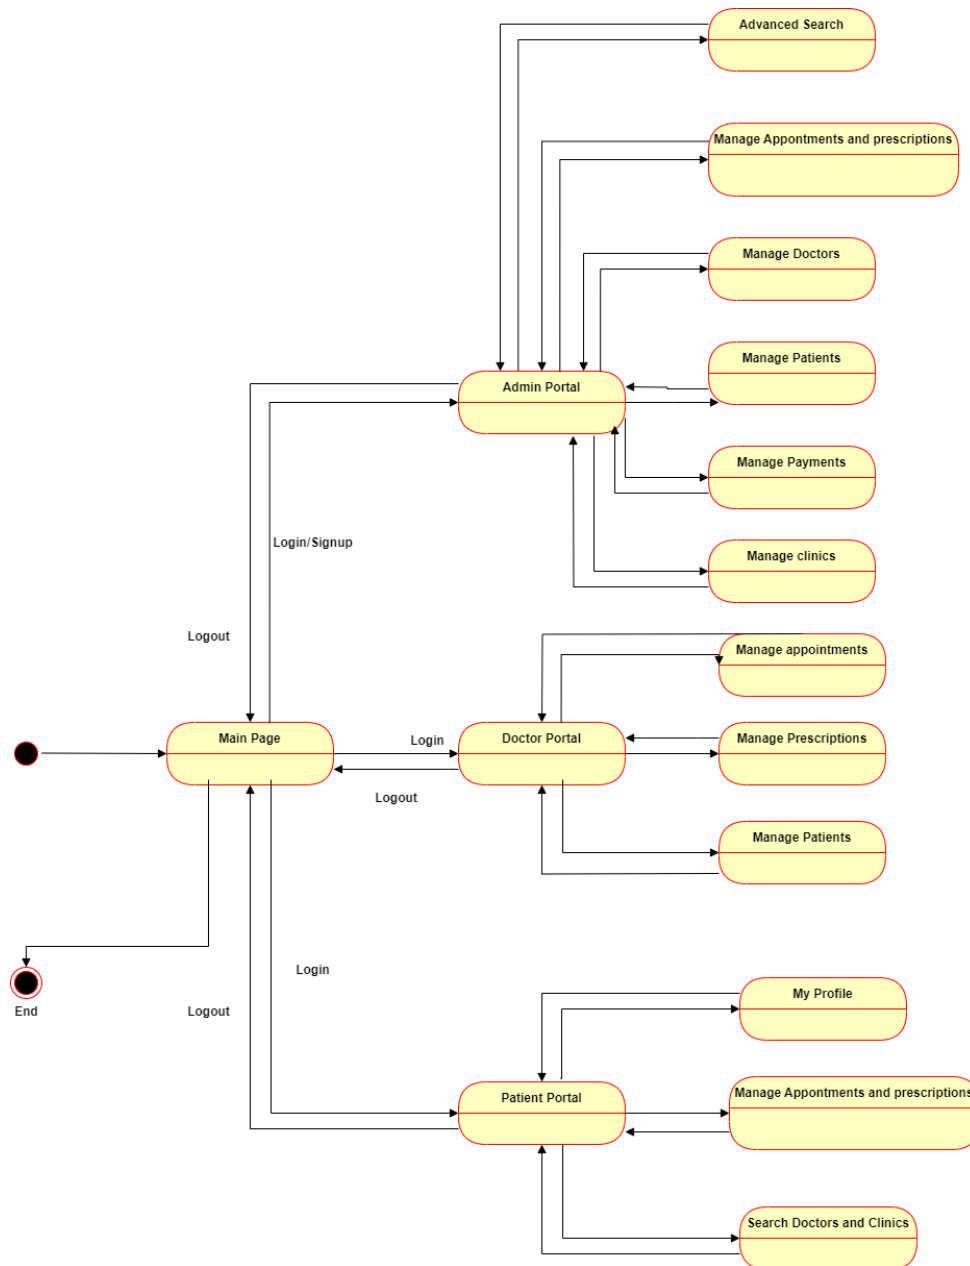 Advanced Search
Manage Appontments and prescriptions
Manage Doctors
Manage Patients
Admin Portal
Manage Payments
Login/Signup
Manage clinics
Logout
Manage appointments
Main Page
Login
Doctor Portal
Manage Prescriptions
Logout
Manage Patients
Login
End
Logout
My Profile
Patient Portal
Manage Appontments and prescriptions
Search Doctors and Clinics